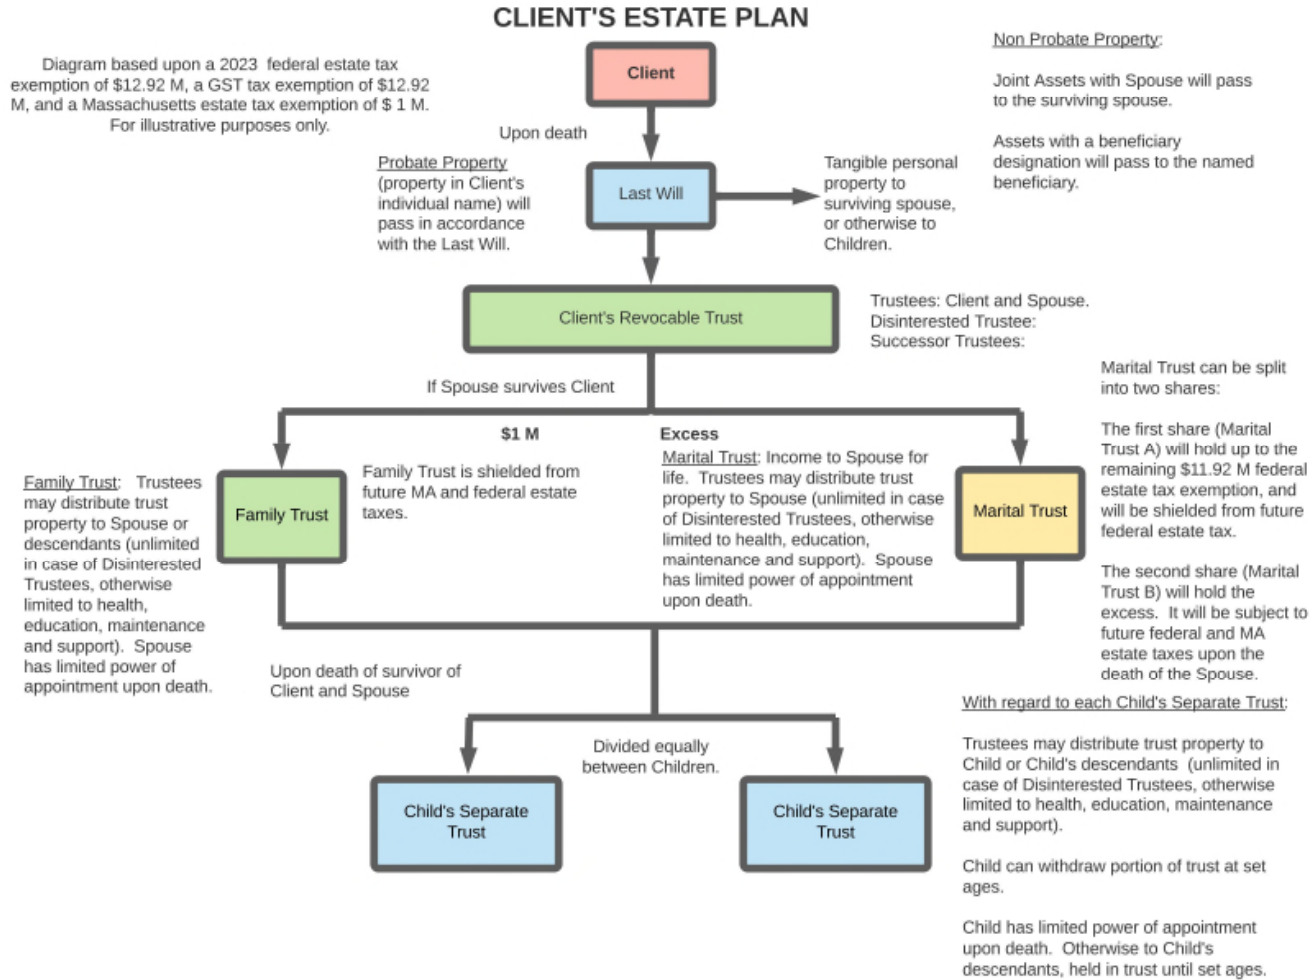 CLIENT'S ESTATE PLAN
Diagram based upon a 2023 federal estate tax
exemption of $12.92 M, a GST tax exemption of $12.92
M, and a Massachusetts estate tax exemption of $ 1 M.
For illustrative purposes only.
Client
Non Probate Property:
Joint Assets with Spouse will pass
to the surviving spouse.
Assets with a beneficiary
designation will pass to the named
beneficiary.
Upon death
Probate Property
(property in Client's
individual name) will
pass in accordance
with the Last Will.
Last Will
Tangible personal
property to
surviving spouse,
or otherwise to
Children.
Client's Revocable Trust
Trustees: Client and Spouse.
Disinterested Trustee:
Successor Trustees:
If Spouse survives Client
$1 M
Excess
Family Trust: Trustees
may distribute trust
property to Spouse or
descendants (unlimited
in case of Disinterested
Trustees, otherwise
limited to health,
education, maintenance
and support). Spouse
has limited power of
appointment upon death.
Family Trust
Family Trust is shielded from
future MA and federal estate
taxes.
Marital Trust: Income to Spouse for
life. Trustees may distribute trust
property to Spouse (unlimited in case
of Disinterested Trustees, otherwise
limited to health, education,
maintenance and support). Spouse
has limited power of appointment
upon death.
Marital Trust
Marital Trust can be split
into two shares:
The first share (Marital
Trust A) will hold up to the
remaining $11.92 M federal
estate tax exemption, and
will be shielded from future
federal estate tax.
The second share (Marital
Trust B) will hold the
excess. It will be subject to
future federal and MA
estate taxes upon the
death of the Spouse.
Upon death of survivor of
Client and Spouse
Divided equally
between Children.
Child's Separate
Trust
Child's Separate
Trust
With regard to each Child's Separate Trust:
Trustees may distribute trust property to
Child or Child's descendants (unlimited in
case of Disinterested Trustees, otherwise
limited to health, education, maintenance
and support).
Child can withdraw portion of trust at set
ages.
Child has limited power of appointment
upon death. Otherwise to Child's
descendants, held in trust until set ages.